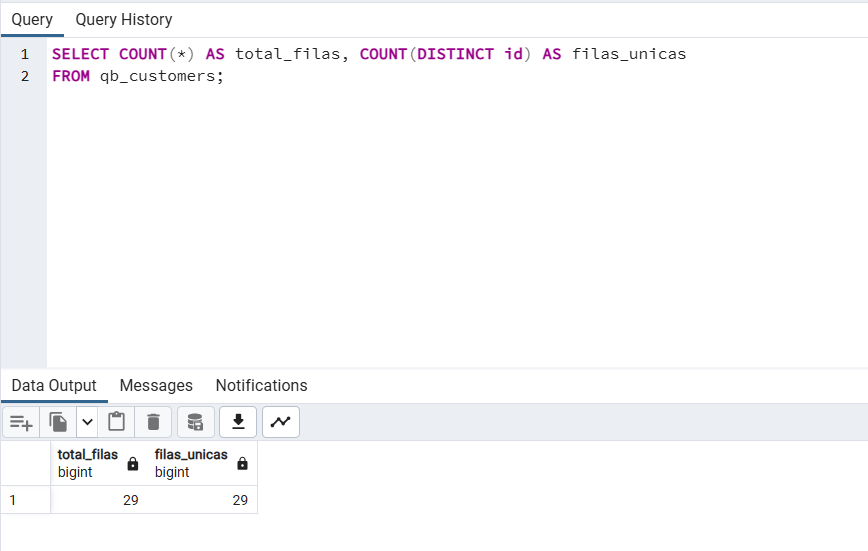 Query Query History
1 SELECT COUNT(*) AS total_filas, COUNT(DISTINCT id) AS filas_unicas
2 FROM qb_customers;
Data Output Messages Notifications
total_filas filas_unicas
bigint bigint
1 29 29